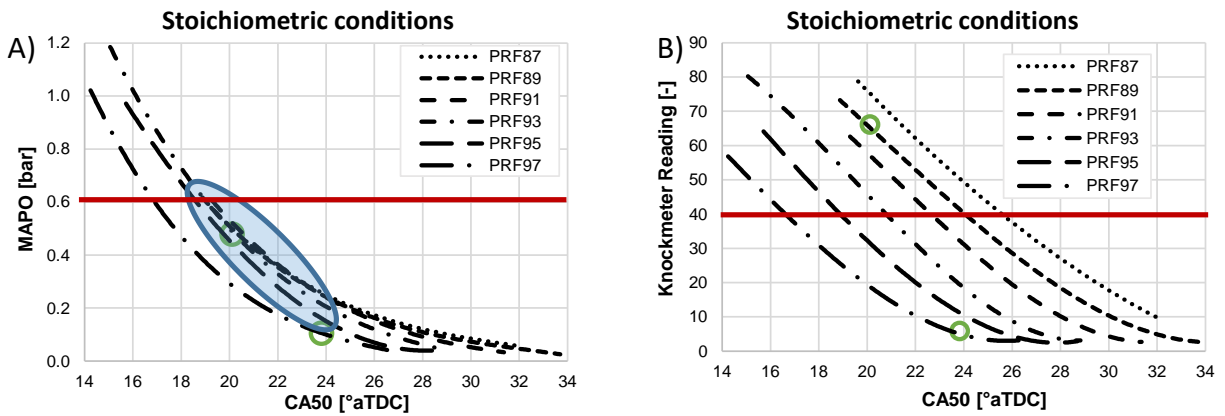 Stoichiometric conditions
A)
MAPO [bar]
1.2
1.0
0.8
0.6
0.4
0.2
0.0
PRF87
PRF89
PRF91
PRF93
PRF95
PRF97
14 16 18 20 22 24 26 28 30 32 34
CA50 [°aTDC]
Stoichiometric conditions
B)
Knockmeter Reading [-]
90
80
70
60
50
40
30
20
10
0
PRF87
PRF89
PRF91
PRF93
PRF95
PRF97
14 16 18 20 22 24 26 28 30 32 34
CA50 [°aTDC]